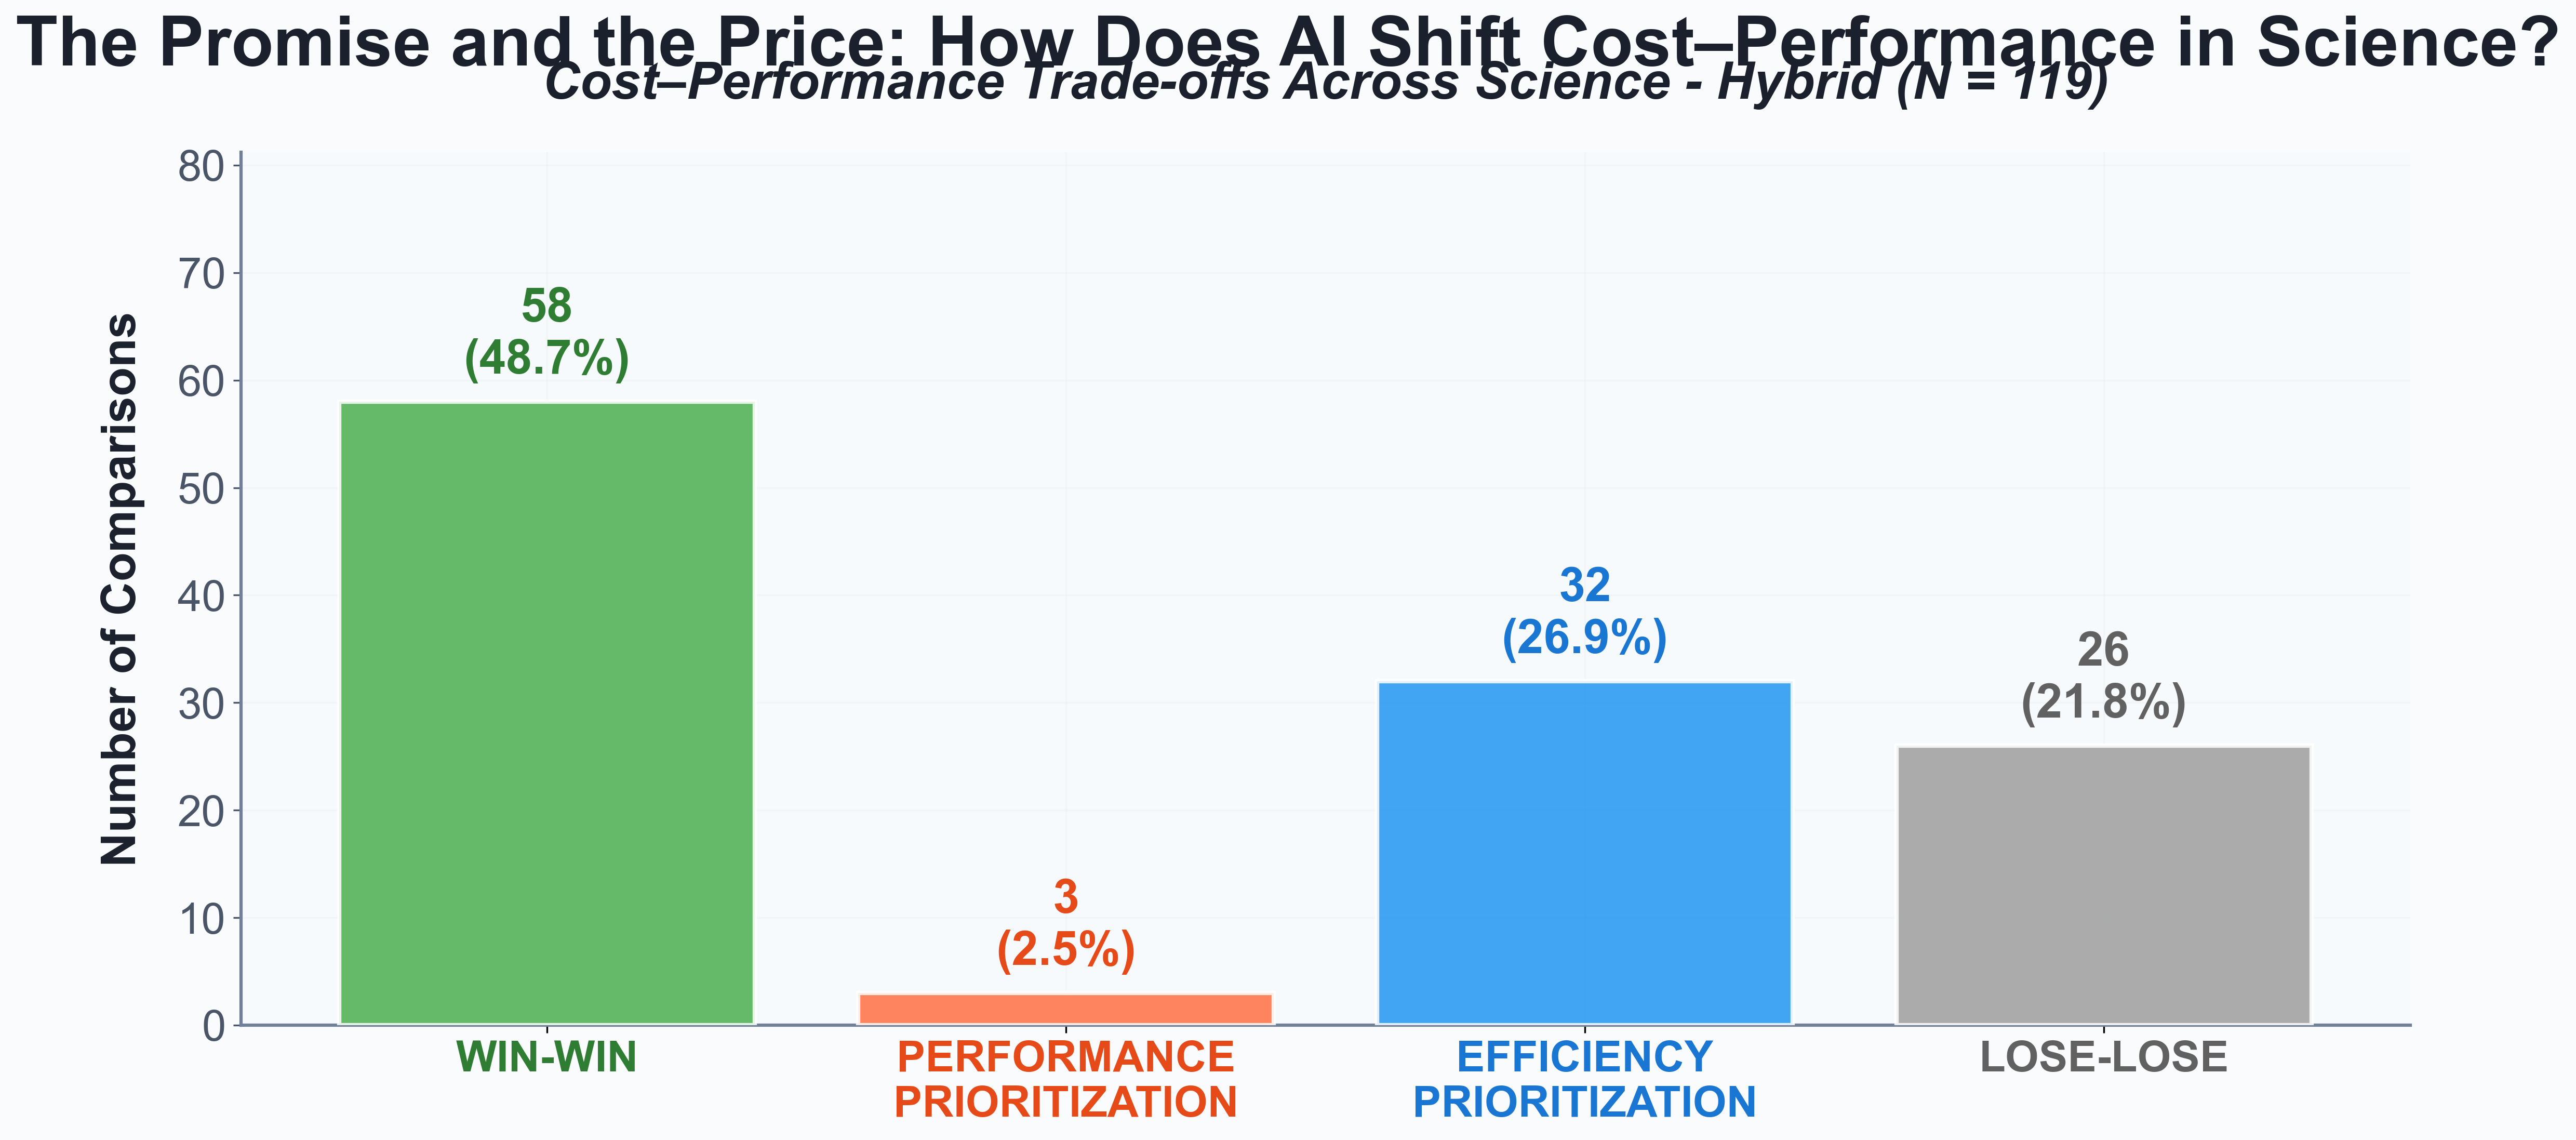 The Promise and the Price: How Does AI Shift Cost–Performance in Science?
Cost–Performance Trade-offs Across Science - Hybrid (N = 119)
Number of Comparisons
80
70
60
50
40
30
20
10
0
58
(48.7%)
3
(2.5%)
32
(26.9%)
26
(21.8%)
WIN-WIN
PERFORMANCE
PRIORITIZATION
EFFICIENCY
PRIORITIZATION
LOSE-LOSE